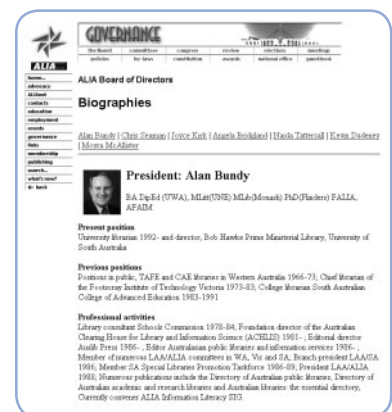 GOVERNANCE
the Board committees congress review elections meetings
policies by-laws constitution awards national office guestbook
ALIA
home...
advocacy
ALIAnet
contacts
education
employment
events
governance
links
membership
publishing
search...
what's new?
back
ALIA Board of Directors
Biographies
Alan Bundy | Chris Seaman | Joyce Kirk | Angela Bridgland | Naida Tattersall | Kevin Dudeney
| Moira McAllister
President: Alan Bundy
BA DipEd (UWA), MLitt(UNE) MLib(Monash) PhD(Flinders) FALIA,
AFAIM
Present position
University librarian 1992- and director, Bob Hawke Prime Ministerial Library, University of
South Australia
Previous positions
Positions in public, TAFE and CAE libraries in Western Australia 1966-73; Chief librarian of
the Footscray Institute of Technology Victoria 1973-83; College librarian South Australian
College of Advanced Education 1983-1991
Professional activities
Library consultant Schools Commission 1978-84; Foundation director of the Australian
Clearing House for Library and Information Science (ACHLIS) 1981- ; Editorial director
Auslib Press 1986- ; Editor Australasian public libraries and information services 1986- ;
Member of numerous LAA/ALIA committees in WA, Vic and SA; Branch president LAA/SA
1986; Member SA Special Libraries Promotion Taskforce 1986-89; President LAA/ALIA
1988; Numerous publications include the Directory of Australian public libraries; Directory of
Australian academic and research libraries and Australian libraries: the essential directory;
Currently convener ALIA Information Literacy SIG.